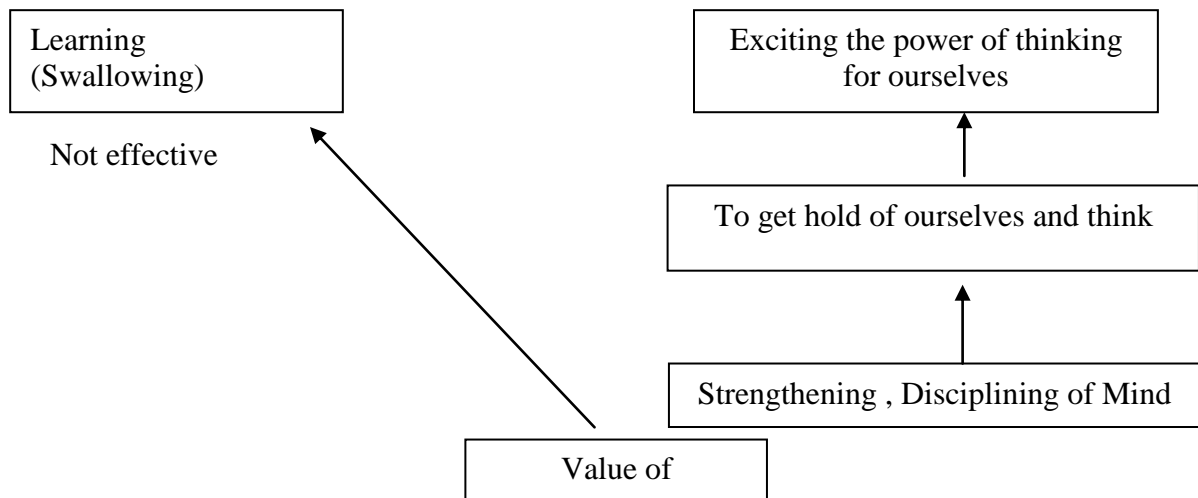 Learning
(Swallowing)
Not effective
Exciting the power of thinking
for ourselves
To get hold of ourselves and think
Strengthening , Disciplining of Mind
Value of